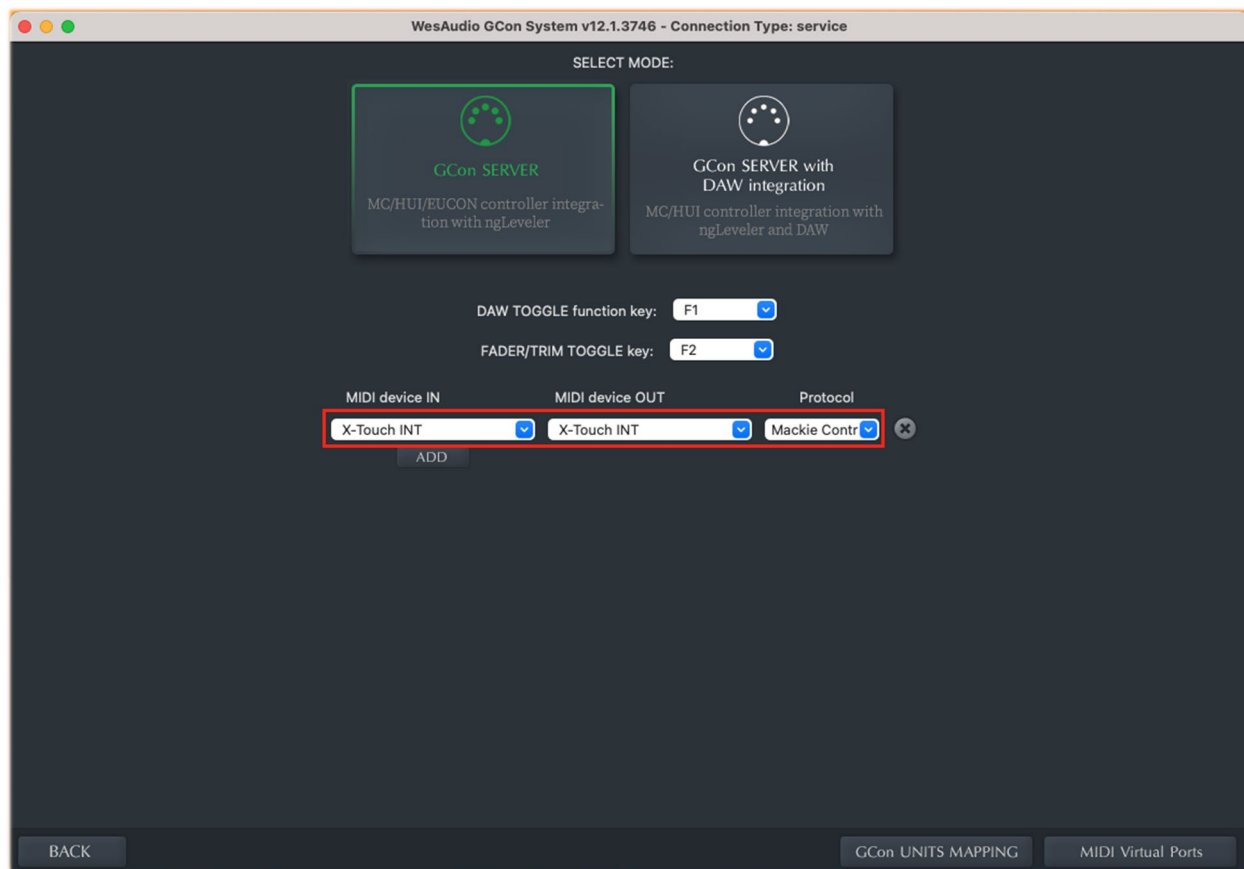 WesAudio GCon System v12.1.3746 - Connection Type: service
SELECT MODE:
GCon SERVER
MC/HUI/EUCON controller integra-
tion with ngLeveler
GCon SERVER with
DAW integration
MC/HUI controller integration with
ngLeveler and DAW
DAW TOGGLE function key: F1
FADER/TRIM TOGGLE key: F2
MIDI device IN MIDI device OUT Protocol
X-Touch INT X-Touch INT Mackie Contr
ADD
BACK GCon UNITS MAPPING MIDI Virtual Ports